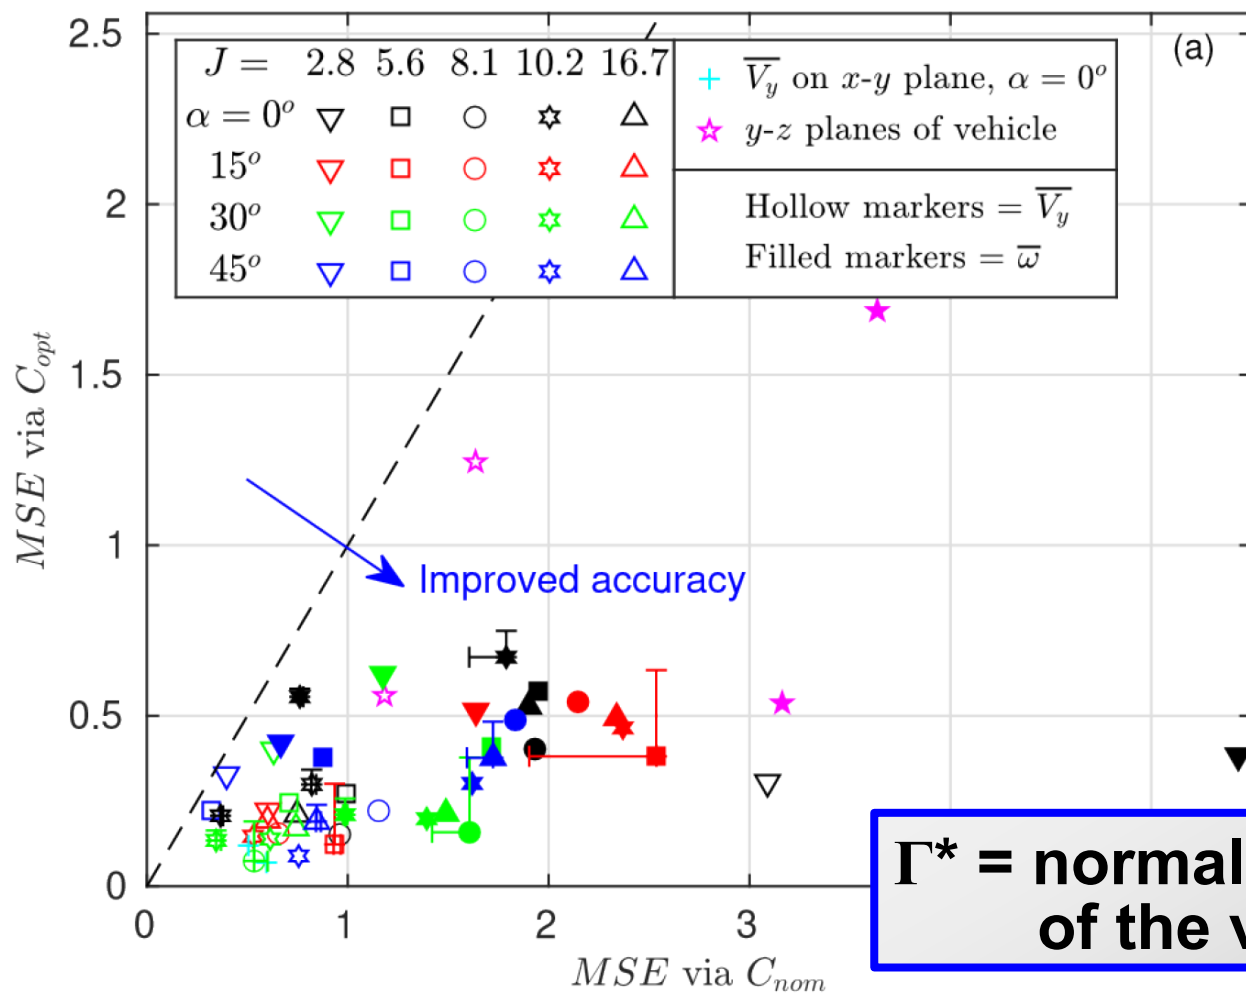 (a)
J = 2.8 5.6 8.1 10.2 16.7
α = 0°
15°
30°
45°
V̅y on x-y plane, α = 0°
y-z planes of vehicle
Hollow markers = V̅y
Filled markers = ω̅
2.5
2
1.5
1
0.5
0
MSE via Copt
Improved accuracy
0 1 2 3
MSE via Cnom
Γ* = normal
of the v